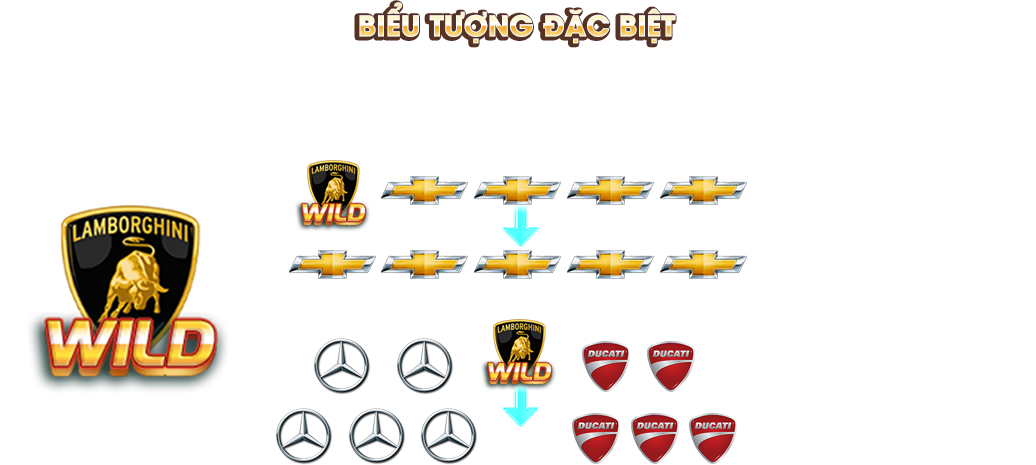 BIỂU TƯỢNG ĐẶC BIỆT
LAMBORGHINI
WILD
LAMBORGHINI
WILD
LAMBORGHINI
WILD
DUCATI DUCATI
DUCATI DUCATI DUCATI